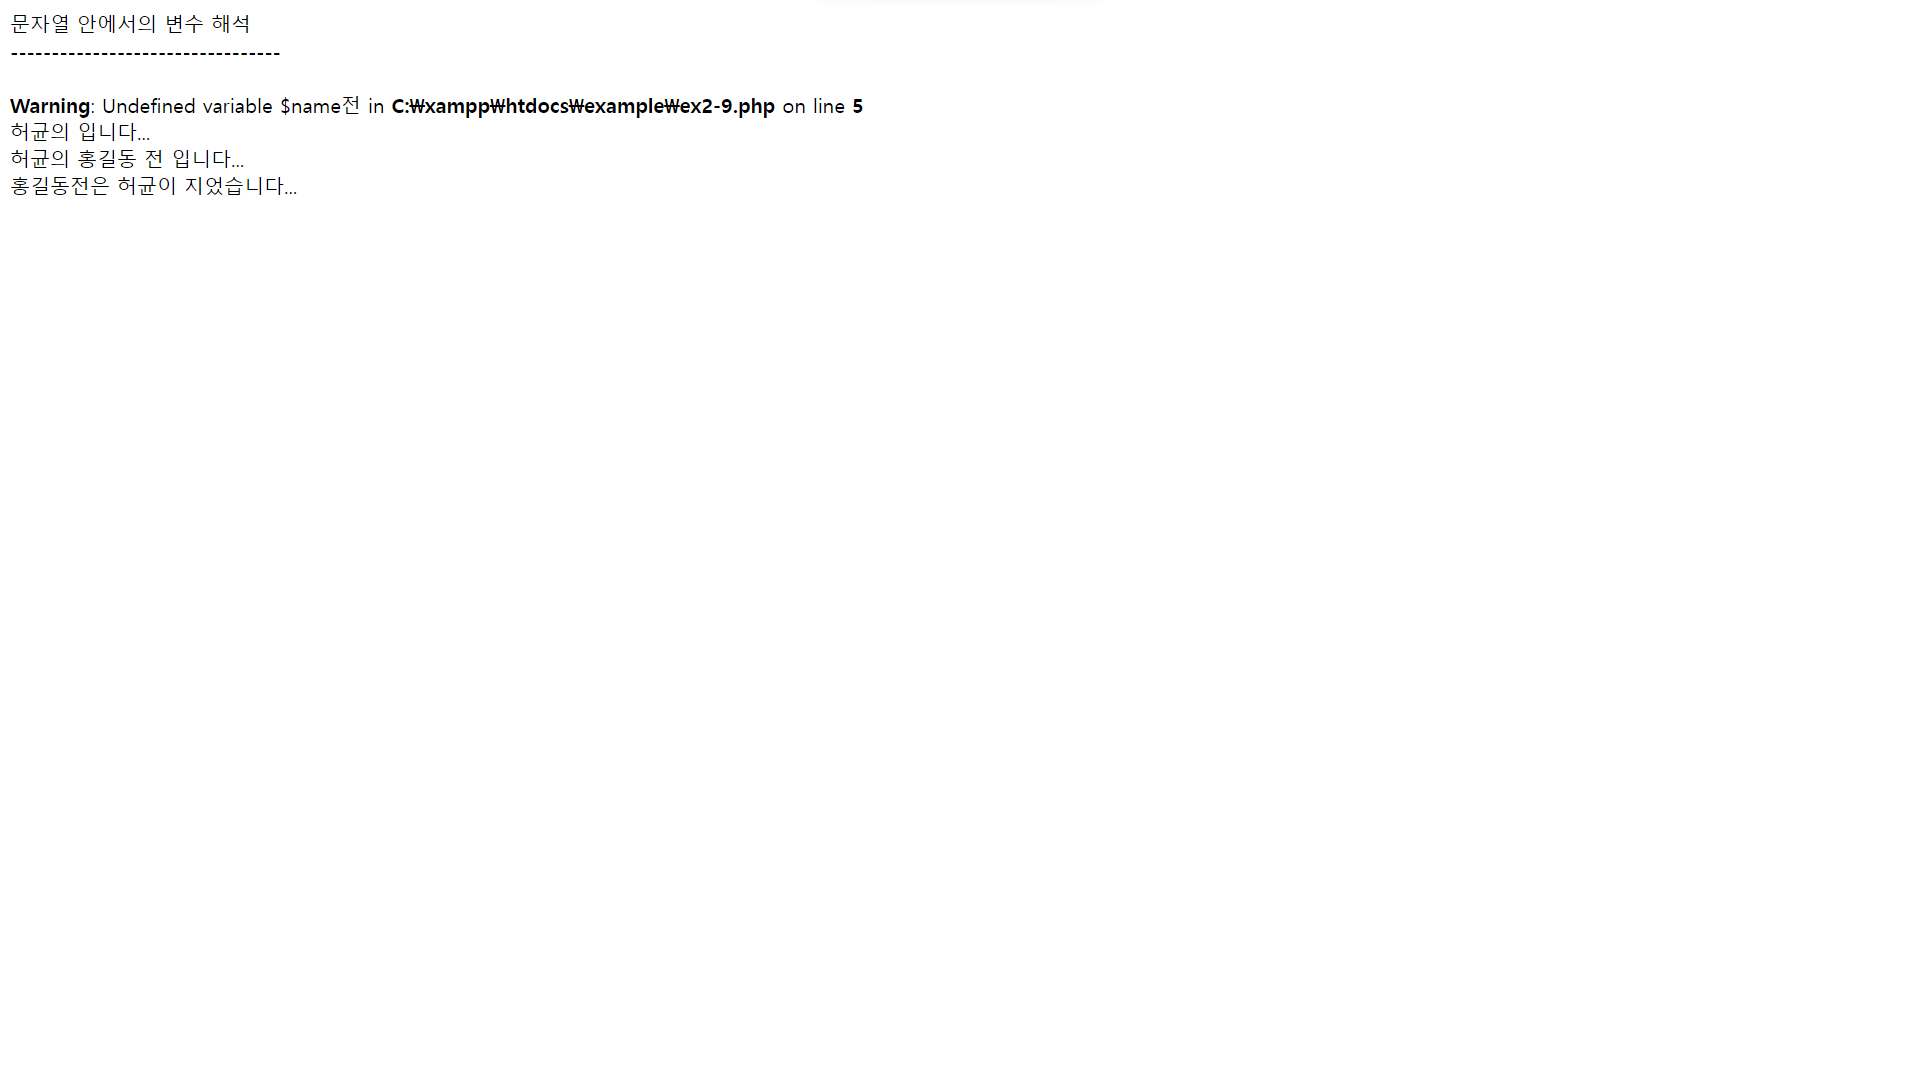 문자열 안에서의 변수 해석
---------------------------------
Warning: Undefined variable $name전 in C:₩xampp₩htdocs₩example₩ex2-9.php on line 5
허균의 입니다...
허균의 홍길동 전 입니다...
홍길동전은 허균이 지었습니다...